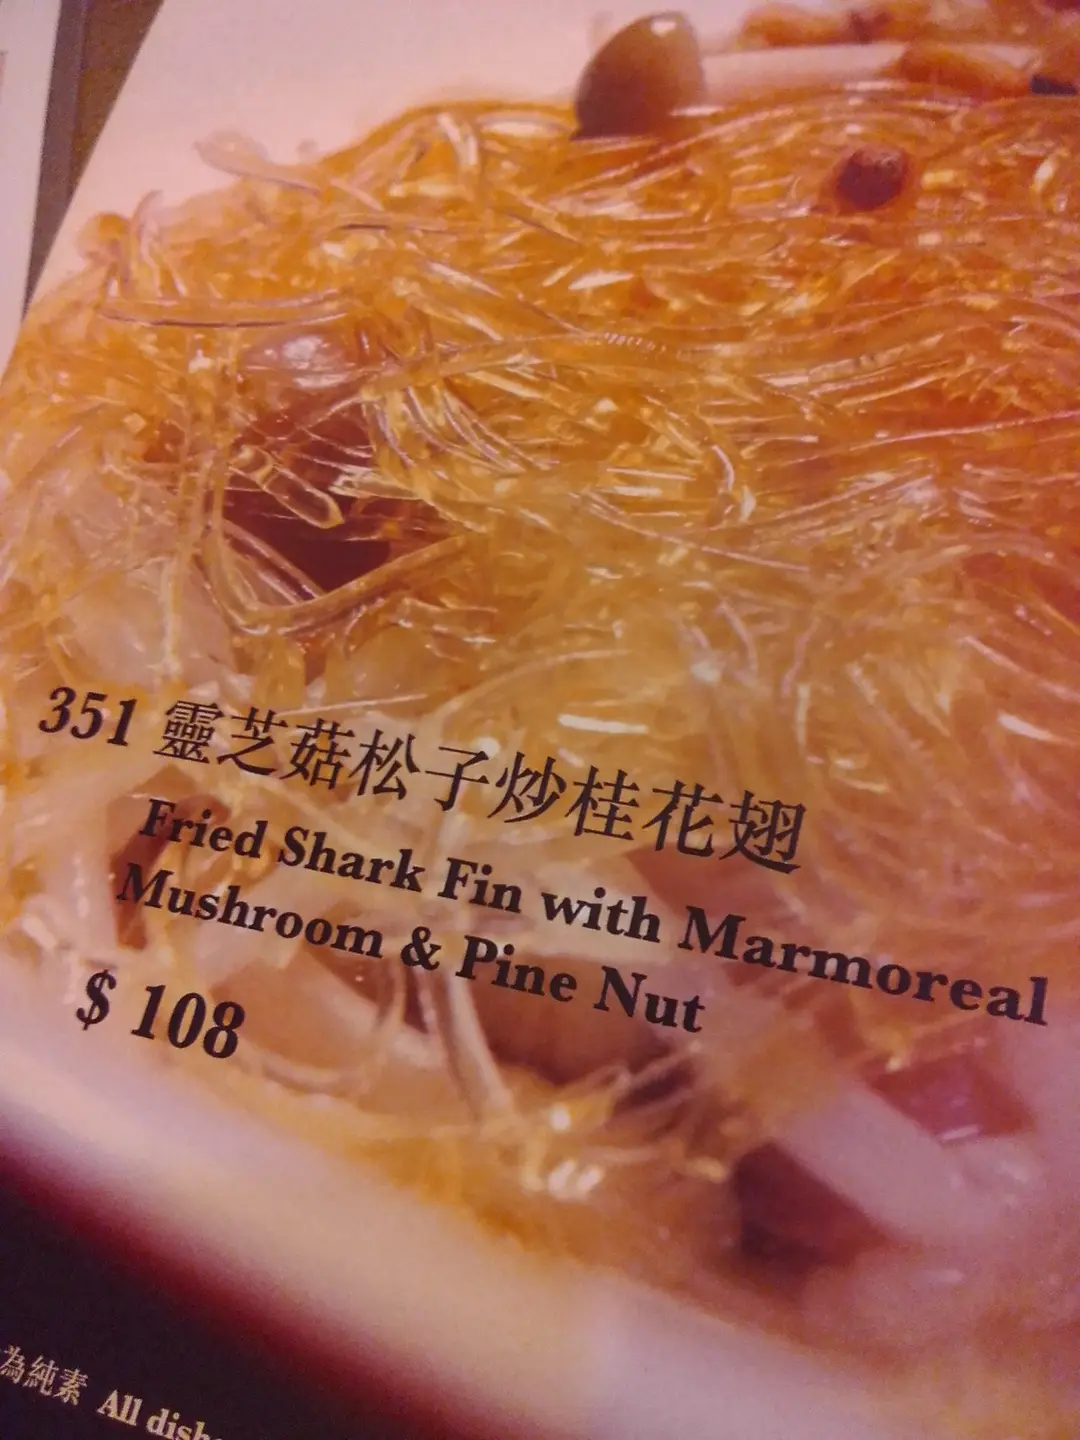 351 靈芝菇松子炒桂花翅
Fried Shark Fin with Marmoreal
Mushroom & Pine Nut
$ 108
為純素 All